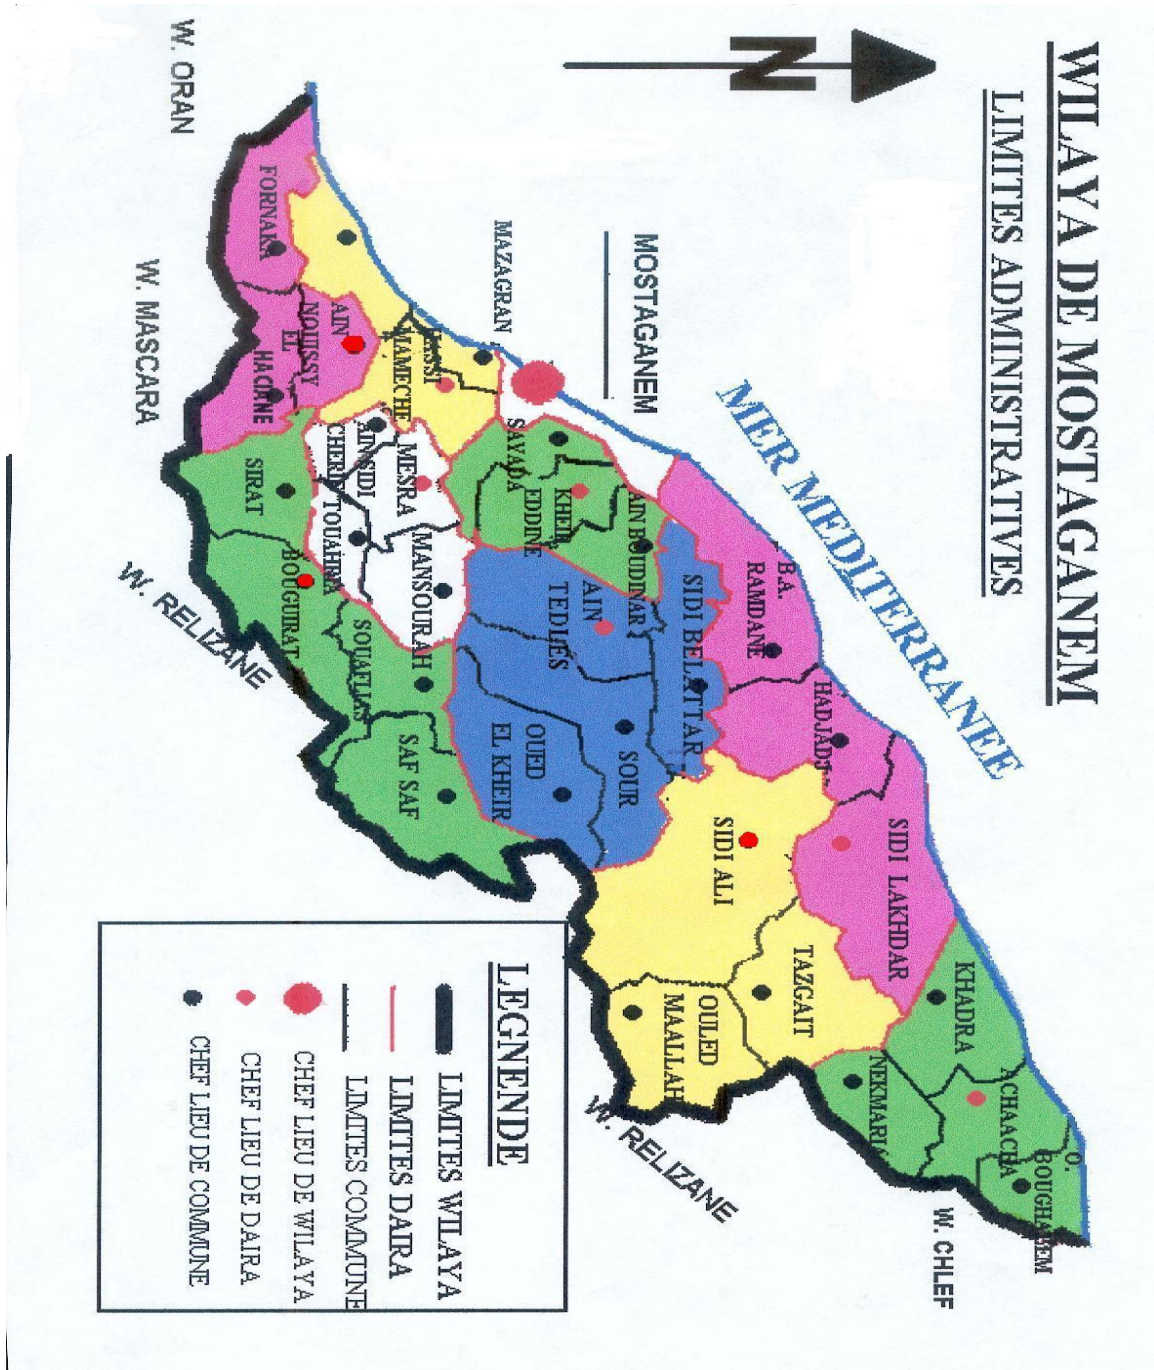 WILAYA DE MOSTAGANEM
LIMITES ADMINISTRATIVES
N
MER MEDITERRANEE
MOSTAGANEM
MAZAGRAN
W. ORAN
W. MASCARA
W. RELIZANE
W. RELIZANE
W. CHLEF
FORNAKA
AIN
NOUISSY
EL
HACIANE
HASSI
MAMECHE
SAYADA
KHEIR
EDDINE
AIN BOUDINAR
MESRA
AIN SIDI
CHERIF
TOUAHRIA
MANSOURAH
SIRAT
BOUGUIRAT
SOUAFLIAS
SAF SAF
AIN
TEDLÉS
SIDI BELATTAR
SOUR
OUED
EL KHEIR
B.A.
RAMDANE
HADJADJ
SIDI LAKHDAR
SIDI ALI
TAZGAIT
OULED
MAALLAH
KHADRA
ACHAACHA
NEKMARIA
O.
BOUGHALEM
LEGNENDE
LIMITES WILAYA
LIMITES DAIRA
LIMITES COMMUNE
CHEF LIEU DE WILAYA
CHEF LIEU DE DAIRA
CHEF LIEU DE COMMUNE